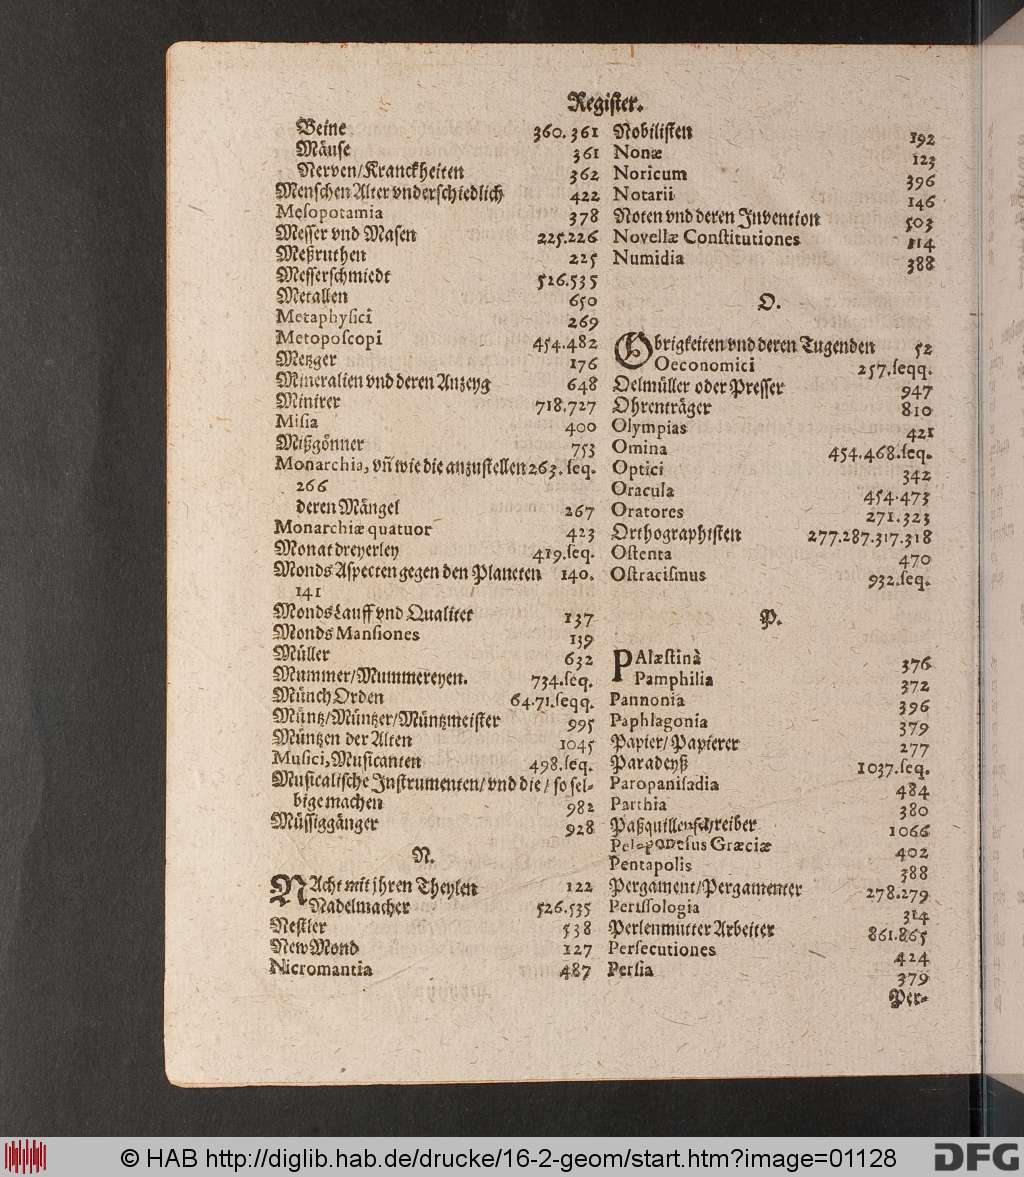 Register.
Beine 360.361
Mäuse 361
Nerven/Kranckheiten 362
Menschen Alter vnderschiedlich 422
Mesopotamia 378
Messer vnd Masen 225.226
Meßruthen 225
Messerschmiedt 526.535
Metallen 650
Metaphysici 269
Metoposcopi 454.482
Metzger 176
Mineralien vnd deren Anzeyg 648
Minirer 718.727
Misia 400
Mißgönner 753
Monarchia, vñ wie die anzustellen 263. seq.
266
deren Mängel 267
Monarchiæ quatuor 423
Monat dreyerley 419.seq.
Monds Aspecten gegen den Planeten 140.
141
Monds Lauff vnd Qualitet 137
Monds Mansiones 139
Müller 632
Mummer/Mummereyen. 734.seq.
Münch Orden 64.71.seqq.
Müntz/Müntzer/Müntzmeister 995
Müntzen der Alten 1045
Musici, Musicanten 498.seq.
Musicalische Instrumenten/ vnd die/ so sel-
bige machen 982
Müssiggänger 928
N.
NAcht mit jhren Theylen 122
Nadelmacher 526.535
Nestler 538
New Mond 127
Nicromantia 487
Nobilisten 192
Nonæ 123
Noricum 396
Notarii 146
Noten vnd deren Invention 503
Novellæ Constitutiones 114
Numidia 388
O.
Obrigkeiten vnd deren Tugenden 52
Oeconomici 257.seqq.
Oelmüller oder Presser 947
Ohrenträger 810
Olympias 421
Omina 454.468.seq.
Optici 342
Oracula 454.473
Oratores 271.323
Orthographisten 277.287.317.318
Ostenta 470
Ostracismus 932.seq.
P.
PAlæstinà 376
Pamphilia 372
Pannonia 396
Paphlagonia 379
Papier/Papierer 277
Paradeyß 1037.seq.
Paropanisadia 484
Parthia 380
Paßquillenschreiber 1066
Peloponesus Græciæ 402
Pentapolis 388
Pergament/Pergamenter 278.279
Perissologia 314
Perlenmutter Arbeiter 861.865
Persecutiones 424
Persia 379
Per-
© HAB http://diglib.hab.de/drucke/16-2-geom/start.htm?image=01128
DFG